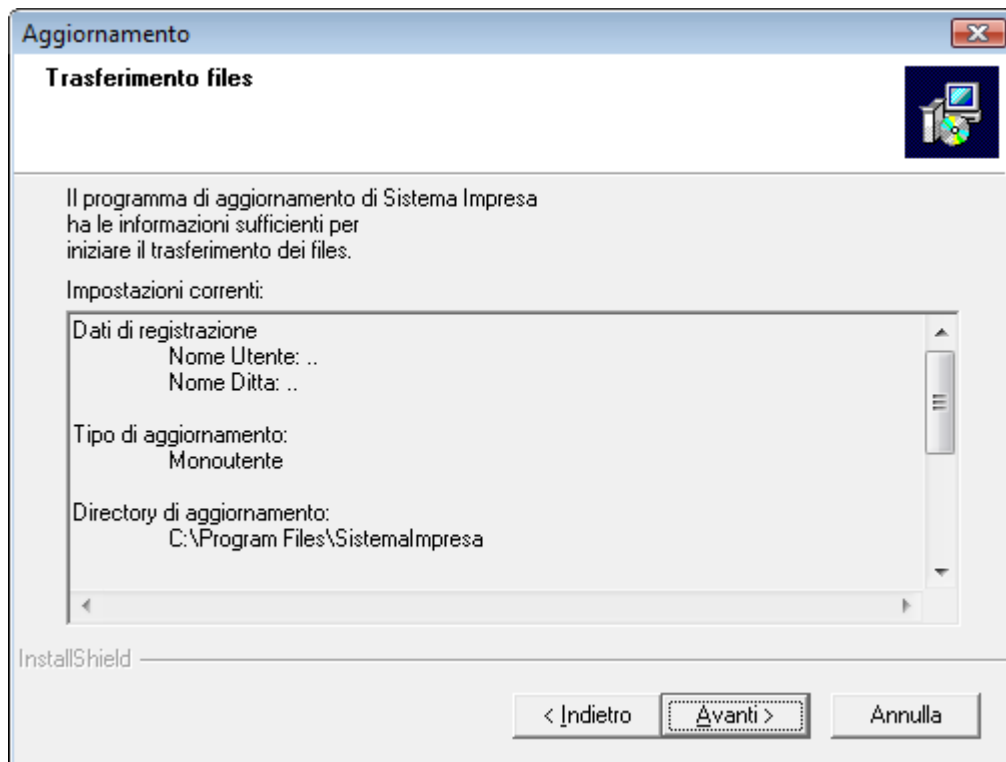 Aggiornamento
Trasferimento files
Il programma di aggiornamento di Sistema Impresa
ha le informazioni sufficienti per
iniziare il trasferimento dei files.
Impostazioni correnti:
Dati di registrazione
Nome Utente: ..
Nome Ditta: ..
Tipo di aggiornamento:
Monoutente
Directory di aggiornamento:
C:\Program Files\SistemaImpresa
InstallShield
< Indietro
Avanti >
Annulla